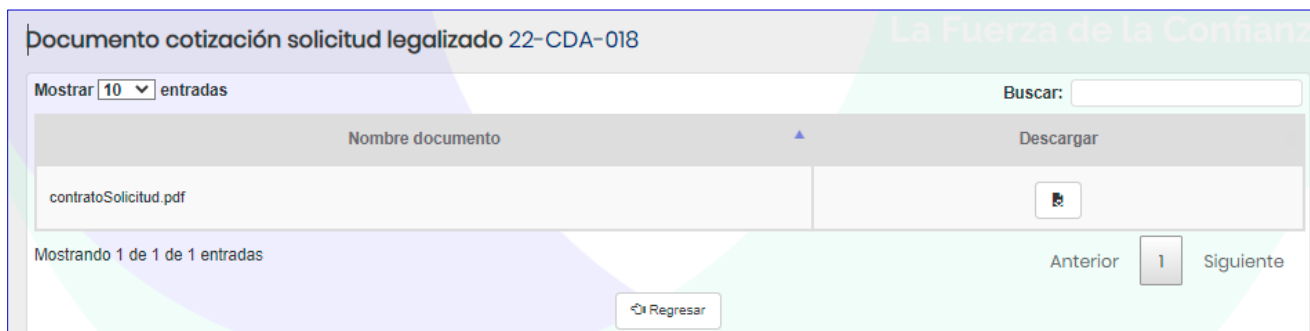 La Fuerza de la Confianz
Documento cotización solicitud legalizado 22-CDA-018
Mostrar 10 entradas
Buscar:
Nombre documento
Descargar
contratoSolicitud.pdf
Mostrando 1 de 1 de 1 entradas
Anterior 1 Siguiente
Regresar